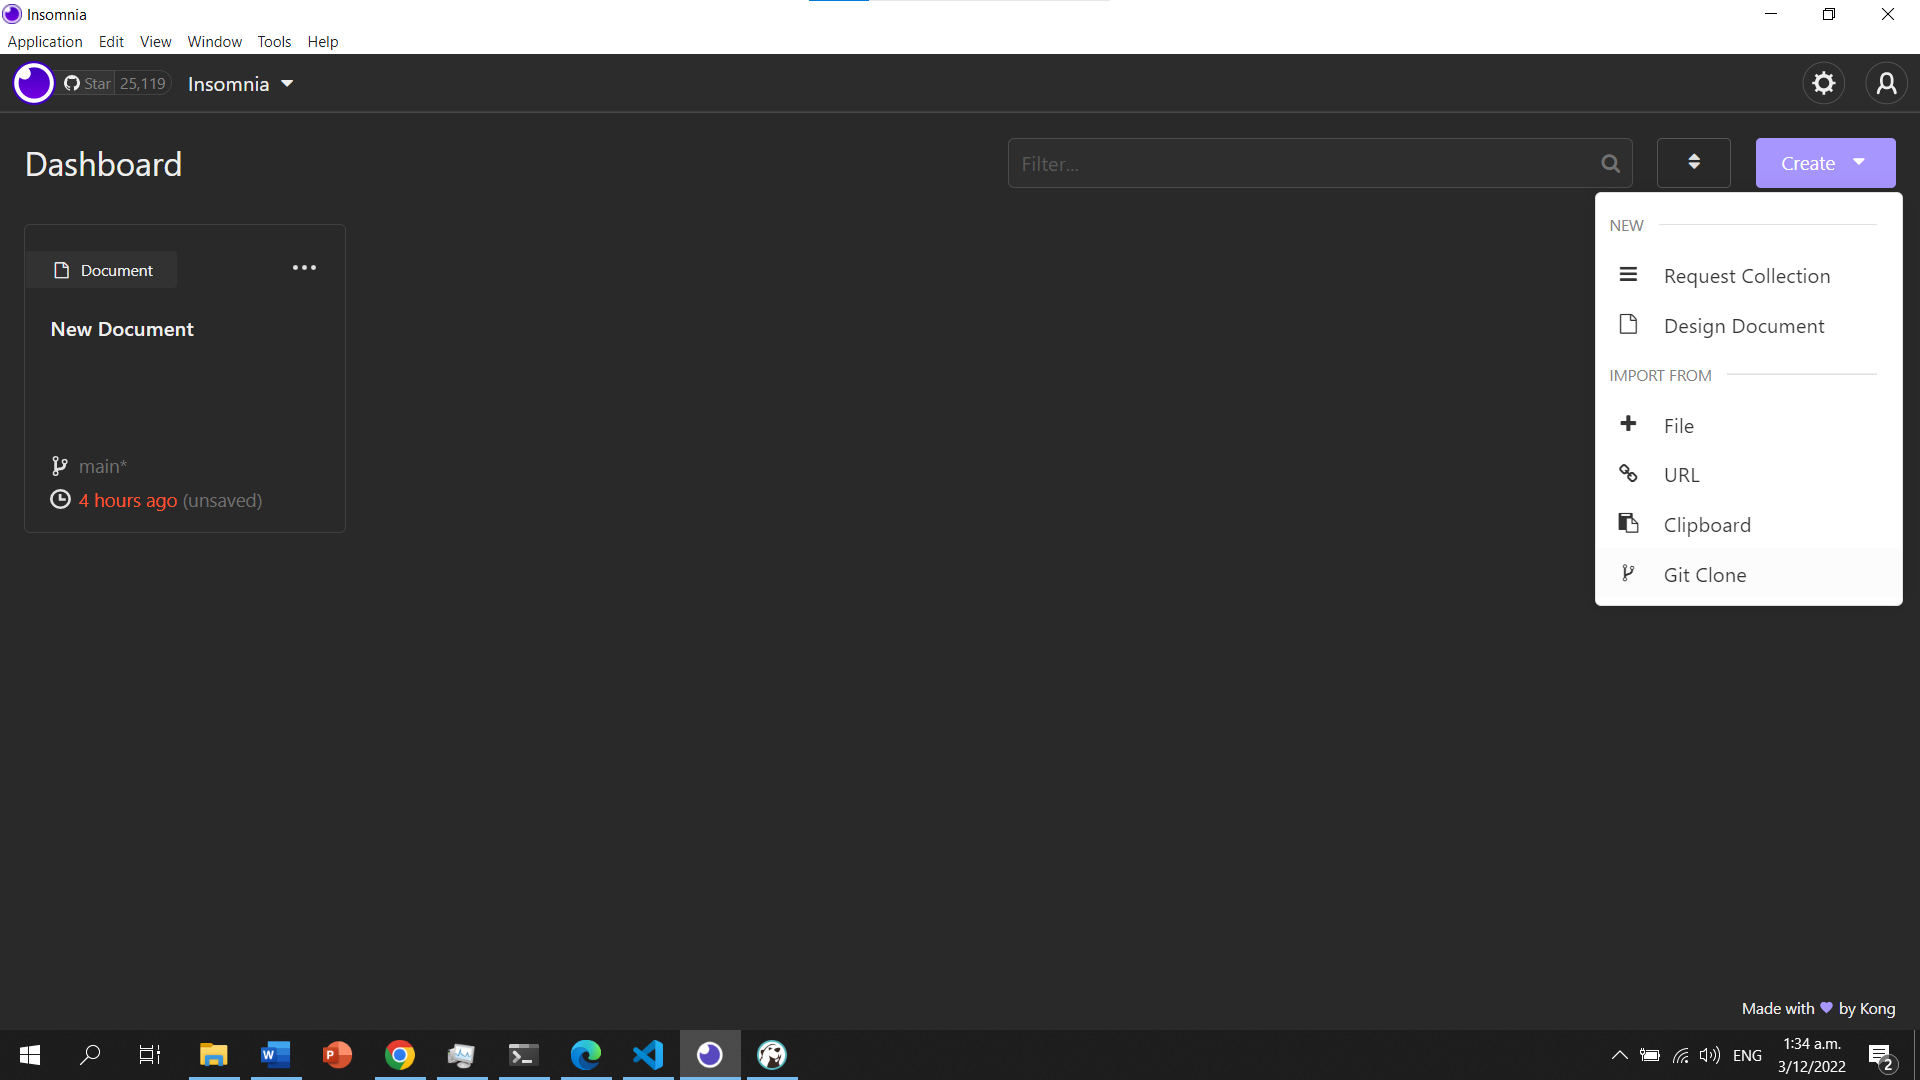 Insomnia
Application Edit View Window Tools Help
Star 25,119 Insomnia
Dashboard
Filter...
Create
NEW
Request Collection
Design Document
IMPORT FROM
File
URL
Clipboard
Git Clone
Document
New Document
main*
4 hours ago (unsaved)
Made with 💜 by Kong
ENG
1:34 a.m.
3/12/2022
2